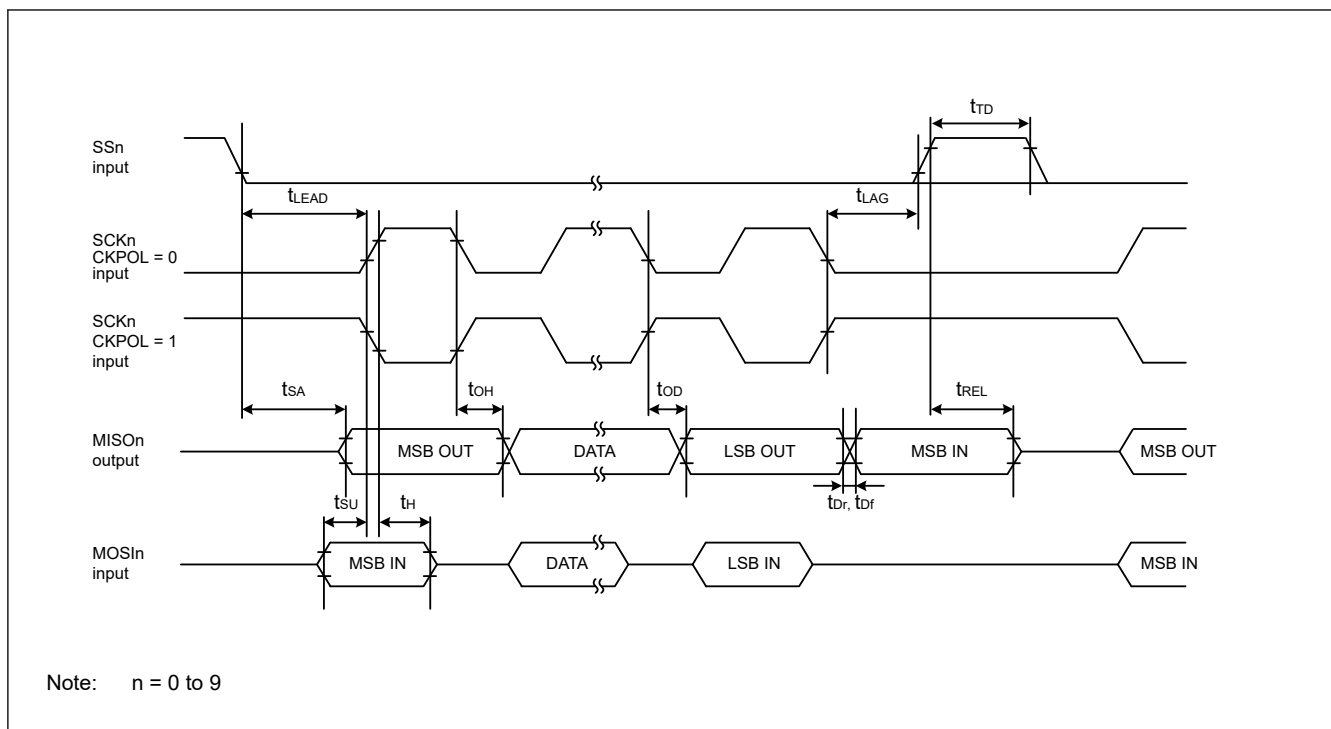 tTD
SSn
input
tLEAD
tLAG
SCKn
CKPOL = 0
input
SCKn
CKPOL = 1
input
tSA
tOH
tOD
tREL
MISOn
output
MSB OUT
DATA
LSB OUT
MSB IN
MSB OUT
tDr, tDf
tSU
tH
MOSIn
input
MSB IN
DATA
LSB IN
MSB IN
Note: n = 0 to 9